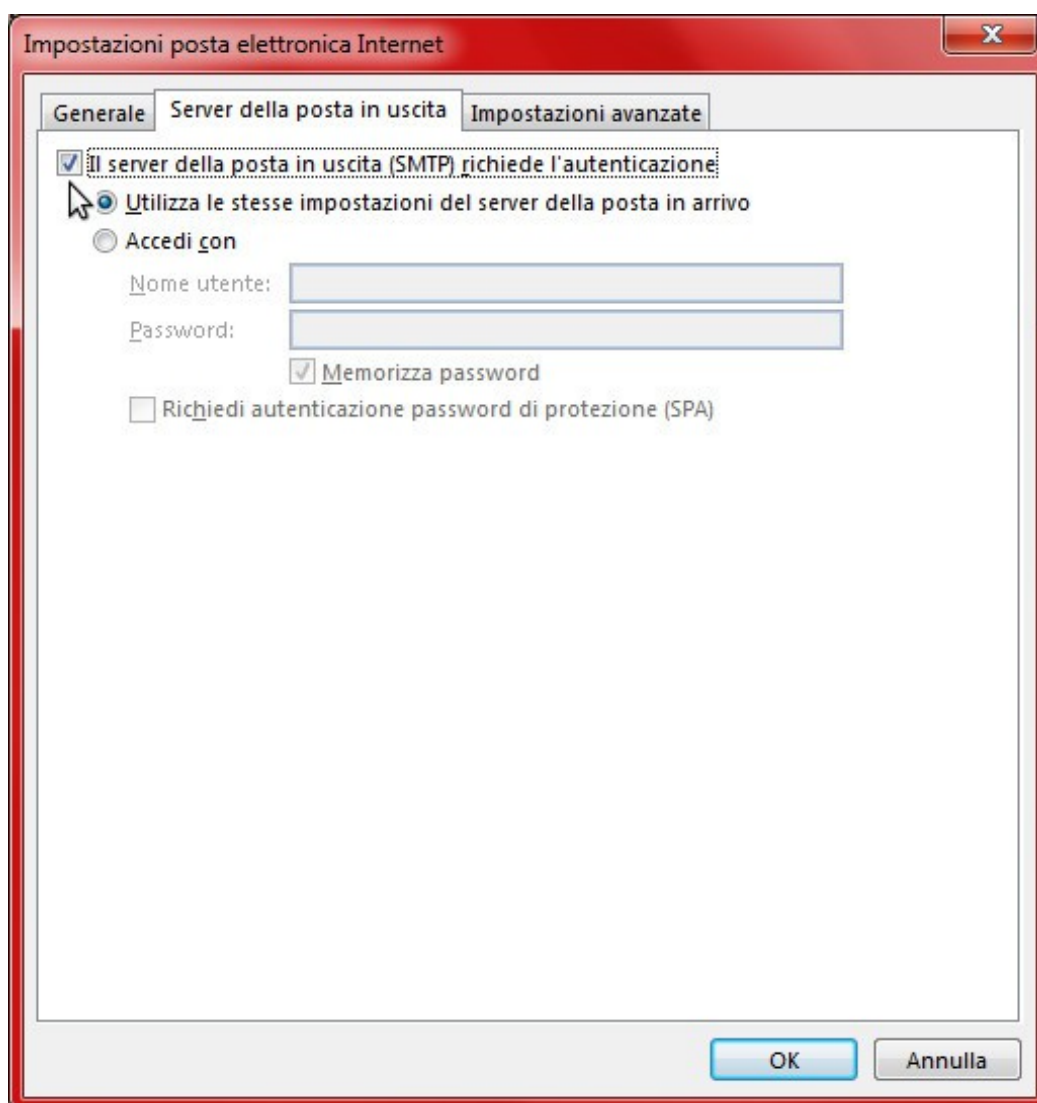 Impostazioni posta elettronica Internet
Generale Server della posta in uscita Impostazioni avanzate
Il server della posta in uscita (SMTP) richiede l'autenticazione
Utilizza le stesse impostazioni del server della posta in arrivo
Accedi con
Nome utente:
Password:
Memorizza password
Richiedi autenticazione password di protezione (SPA)
OK Annulla